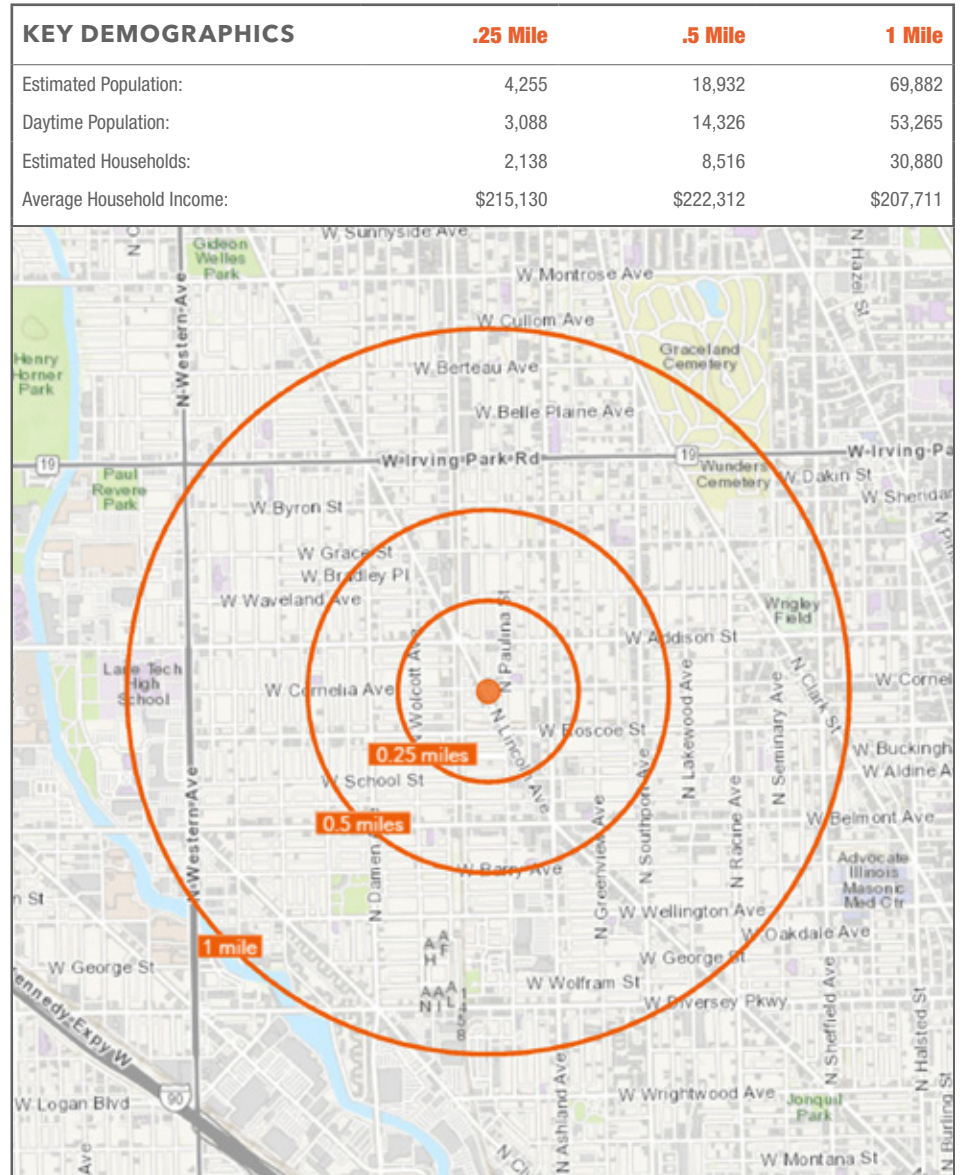 KEY DEMOGRAPHICS .25 Mile .5 Mile 1 Mile
Estimated Population: 4,255 18,932 69,882
Daytime Population: 3,088 14,326 53,265
Estimated Households: 2,138 8,516 30,880
Average Household Income: $215,130 $222,312 $207,711
W Sunnyside Ave
Gideon
Welles
Park
N Hazel St
W Montrose Ave
N-Western-Ave
W Cullom Ave
Henry
Horner
Park
Graceland
Cemetery
W Berteau Ave
W Belle Plaine Ave
19
W-Irving-Park-Rd
19
W-Irving-Pa
Paul
Revere
Park
Wunders
Cemetery
W Dakin St
W Sheridan
W Byron St
W Grace St
W Bradley Pl
W Waveland Ave
N Paulina St
Wrigley
Field
W Addison St
Lane Tech
High
School
W Cornelia Ave
N Wolcott Ave
N Lakewood Ave
N Seminary Ave
N Clark St
W Cornel
N Lincoln Ave
W Roscoe St
W Buckingh
0.25 miles
W Aldine A
W School St
N Southport Ave
N Racine Ave
N-Western-Ave
0.5 miles
N Damen
N Greenview Ave
W Belmont Ave
W Barry Ave
Advocate
Illinois
Masonic
Med Ctr
n St
W Wellington Ave
1 mile
W Oakdale Ave
W George St
W George St
W Wolfram St
W Diversey Pkwy
N Sheffield Ave
N Halsted St
Kennedy-Expy W
90
W Logan Blvd
N Ashland Ave
W Wrightwood Ave
Jonquil
Park
N Burling St
W Montana St
Ave